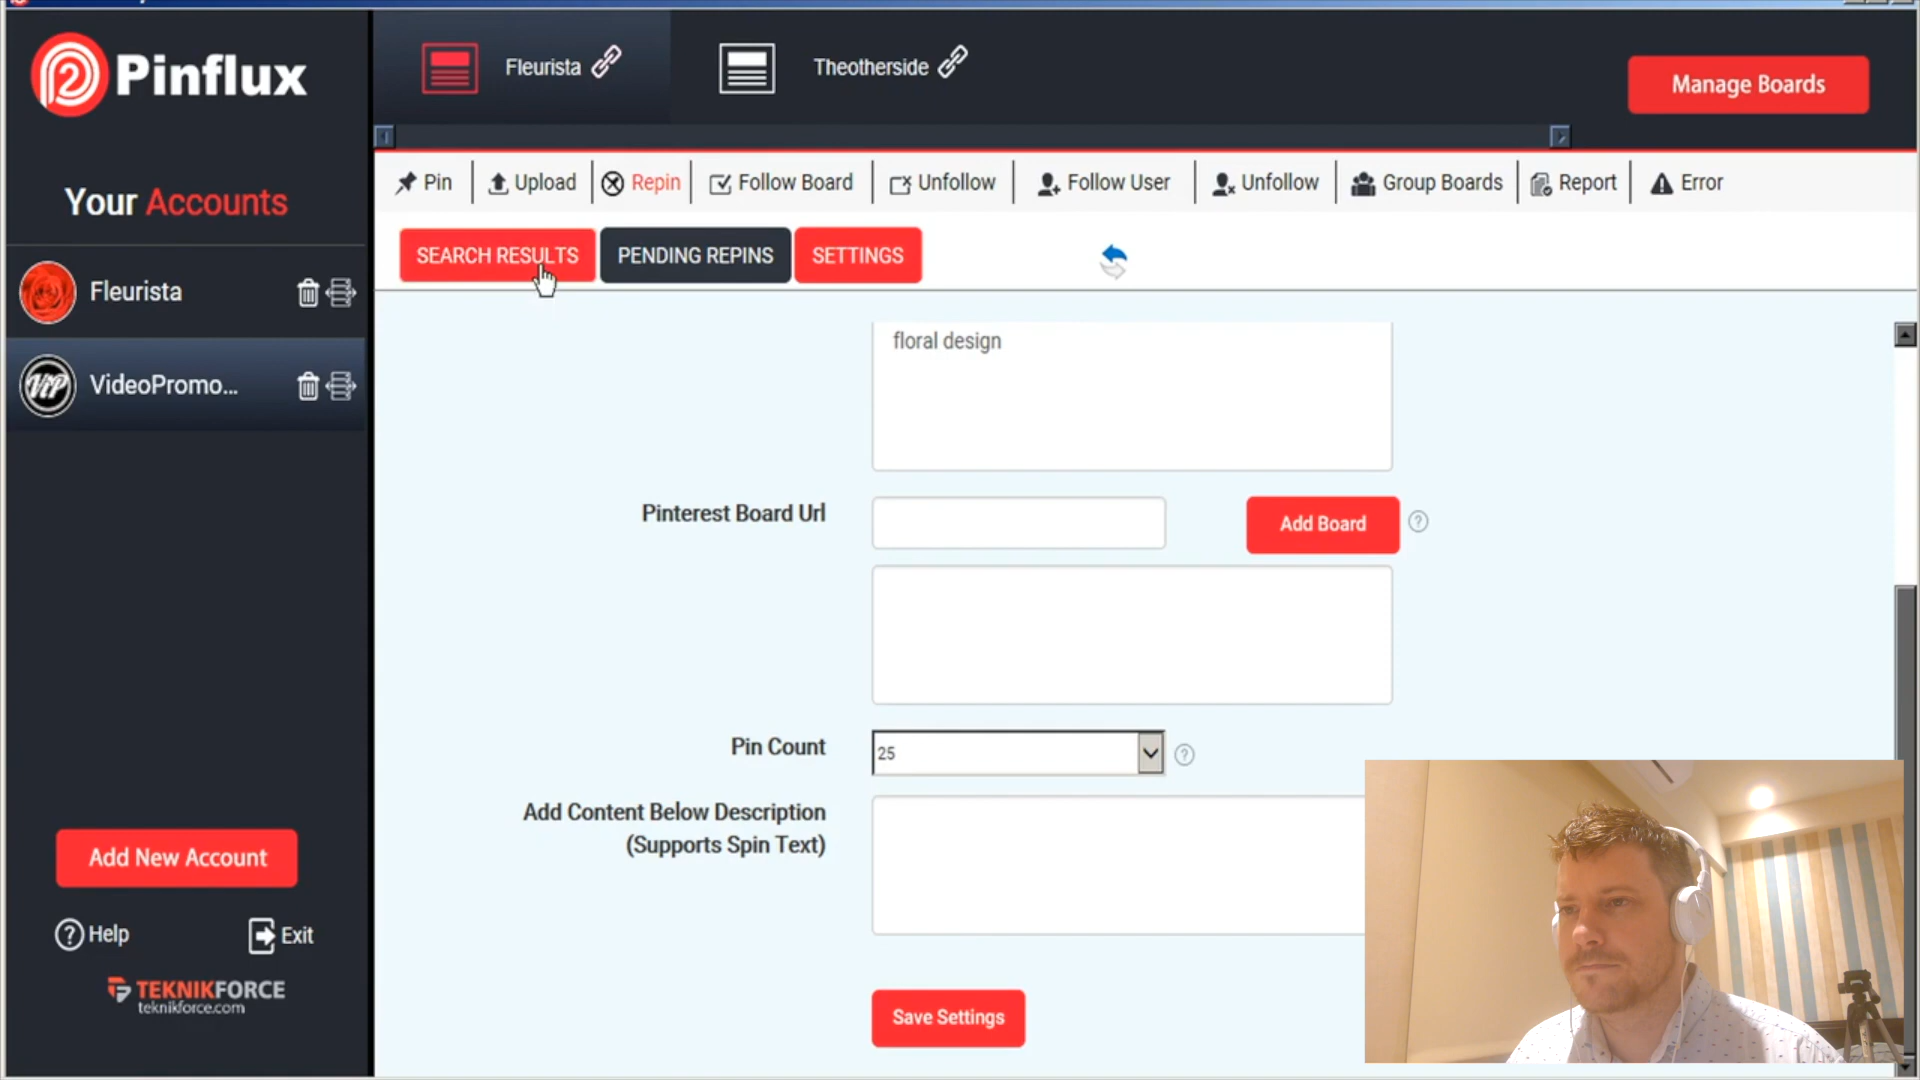 Pinflux
Fleurista
Theotherside
Manage Boards
Your Accounts
Pin
Upload
Repin
Follow Board
Unfollow
Follow User
Unfollow
Group Boards
Report
Error
SEARCH RESULTS
PENDING REPINS
SETTINGS
Fleurista
VideoPromo...
ViP
floral design
Pinterest Board Url
Add Board
?
Pin Count
25
?
Add Content Below Description
(Supports Spin Text)
Save Settings
Add New Account
? Help
Exit
TEKNIKFORCE
teknikforce.com